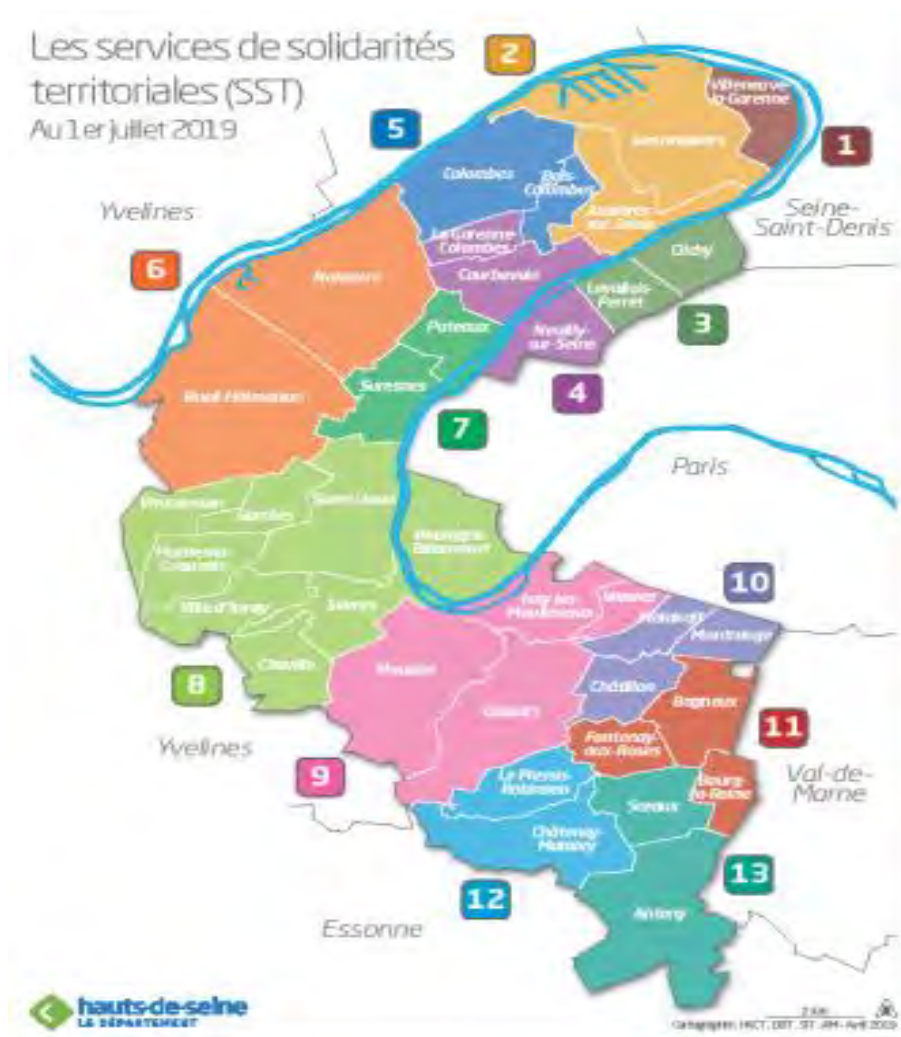 Les services de solidarités
territoriales (SST)
Au 1er juillet 2019
2
5
1
Villeneuve-
la-Garenne
Gennevilliers
Colombes
Bois-
Colombes
Asnières-
sur-Seine
Yvelines
Seine-
Saint-Denis
6
La Garenne-
Colombes
Clichy
Nanterre
Courbevoie
Levallois-
Perret
3
Puteaux
Neuilly-
sur-Seine
4
Rueil-Malmaison
Suresnes
7
Paris
Vaucresson
Garches
Saint-Cloud
Boulogne-
Billancourt
Marnes-la-
Coquette
10
Ville d'Avray
Sèvres
Issy-les-
Moulineaux
Vanves
Malakoff
Montrouge
Chaville
Meudon
8
Châtillon
Clamart
Bagneux
11
Yvelines
Fontenay-
aux-Roses
9
Le Plessis-
Robinson
Bourg-
la-Reine
Val-de-
Marne
Sceaux
Châtenay-
Malabry
13
12
Antony
Essonne
hauts-de-seine
LE DÉPARTEMENT
2 km